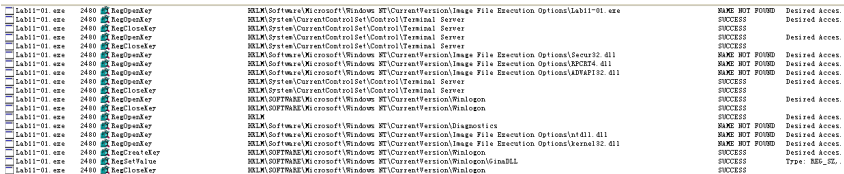 Lab11-01.exe 2480 RegOpenKey HKLM\Software\Microsoft\Windows NT\CurrentVersion\Image File Execution Options\Lab11-01.exe NAME NOT FOUND Desired Acces.
Lab11-01.exe 2480 RegOpenKey HKLM\System\CurrentControlSet\Control\Terminal Server SUCCESS Desired Acces.
Lab11-01.exe 2480 RegCloseKey HKLM\System\CurrentControlSet\Control\Terminal Server SUCCESS
Lab11-01.exe 2480 RegOpenKey HKLM\System\CurrentControlSet\Control\Terminal Server SUCCESS Desired Acces.
Lab11-01.exe 2480 RegCloseKey HKLM\System\CurrentControlSet\Control\Terminal Server SUCCESS
Lab11-01.exe 2480 RegOpenKey HKLM\Software\Microsoft\Windows NT\CurrentVersion\Image File Execution Options\Secur32.dll NAME NOT FOUND Desired Acces.
Lab11-01.exe 2480 RegOpenKey HKLM\Software\Microsoft\Windows NT\CurrentVersion\Image File Execution Options\RPCRT4.dll NAME NOT FOUND Desired Acces.
Lab11-01.exe 2480 RegOpenKey HKLM\Software\Microsoft\Windows NT\CurrentVersion\Image File Execution Options\ADVAPI32.dll NAME NOT FOUND Desired Acces.
Lab11-01.exe 2480 RegOpenKey HKLM\System\CurrentControlSet\Control\Terminal Server SUCCESS Desired Acces.
Lab11-01.exe 2480 RegCloseKey HKLM\System\CurrentControlSet\Control\Terminal Server SUCCESS
Lab11-01.exe 2480 RegOpenKey HKLM\SOFTWARE\Microsoft\Windows NT\CurrentVersion\Winlogon SUCCESS Desired Acces.
Lab11-01.exe 2480 RegCloseKey HKLM\SOFTWARE\Microsoft\Windows NT\CurrentVersion\Winlogon SUCCESS
Lab11-01.exe 2480 RegOpenKey HKLM SUCCESS Desired Acces.
Lab11-01.exe 2480 RegOpenKey HKLM\SOFTWARE\Microsoft\Windows NT\CurrentVersion\Diagnostics NAME NOT FOUND Desired Acces.
Lab11-01.exe 2480 RegOpenKey HKLM\Software\Microsoft\Windows NT\CurrentVersion\Image File Execution Options\ntdll.dll NAME NOT FOUND Desired Acces.
Lab11-01.exe 2480 RegOpenKey HKLM\Software\Microsoft\Windows NT\CurrentVersion\Image File Execution Options\kernel32.dll NAME NOT FOUND Desired Acces.
Lab11-01.exe 2480 RegCreateKey HKLM\SOFTWARE\Microsoft\Windows NT\CurrentVersion\Winlogon SUCCESS Desired Acces.
Lab11-01.exe 2480 RegSetValue HKLM\SOFTWARE\Microsoft\Windows NT\CurrentVersion\Winlogon\GinaDLL SUCCESS Type: REG_SZ,.
Lab11-01.exe 2480 RegCloseKey HKLM\SOFTWARE\Microsoft\Windows NT\CurrentVersion\Winlogon SUCCESS